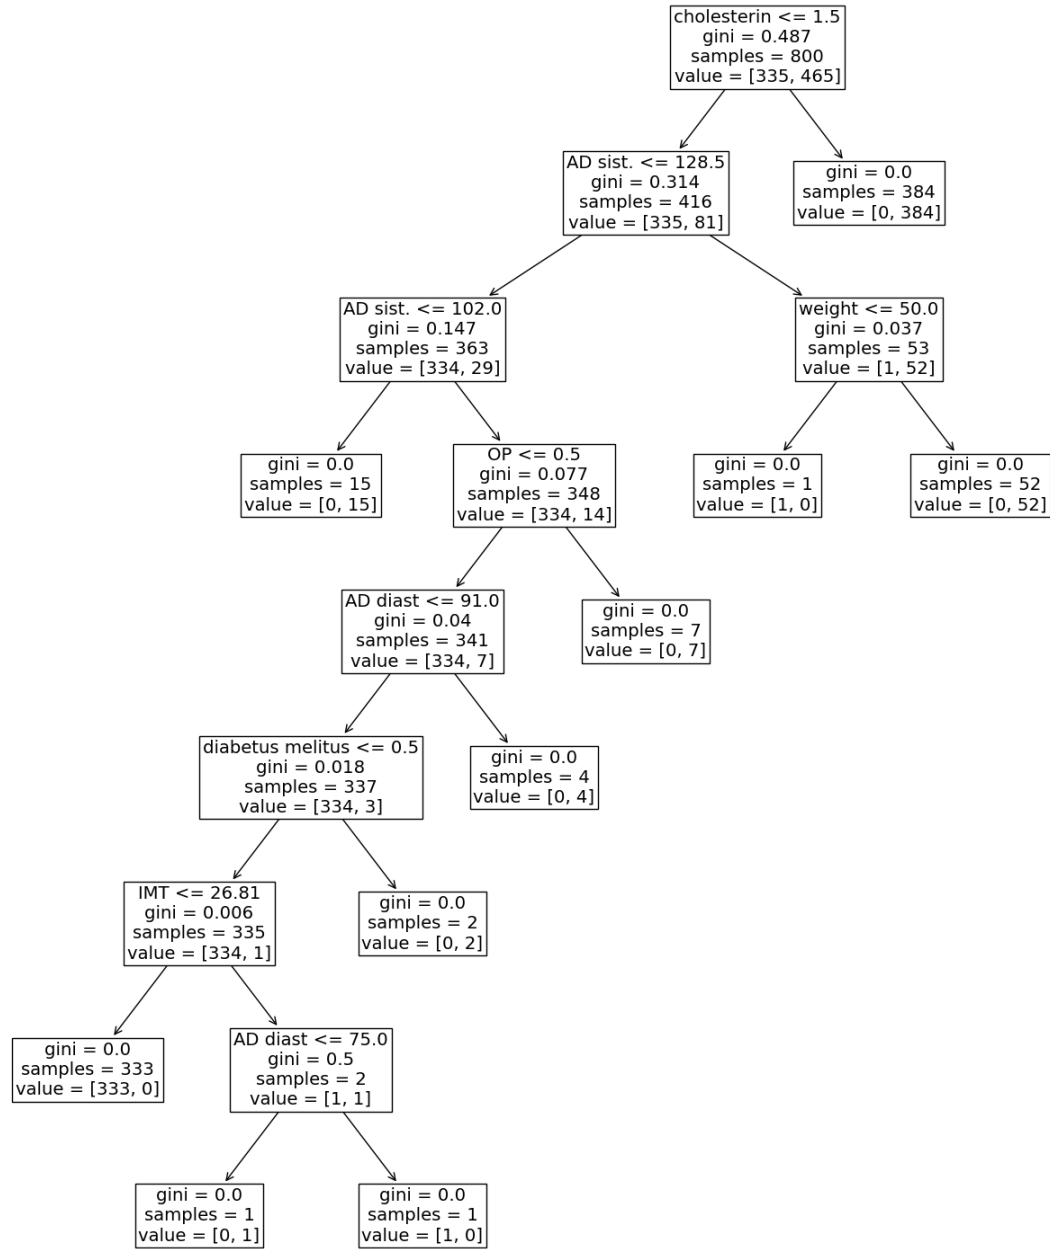 cholesterin <= 1.5
gini = 0.487
samples = 800
value = [335, 465]
AD sist. <= 128.5
gini = 0.314
samples = 416
value = [335, 81]
gini = 0.0
samples = 384
value = [0, 384]
AD sist. <= 102.0
gini = 0.147
samples = 363
value = [334, 29]
weight <= 50.0
gini = 0.037
samples = 53
value = [1, 52]
gini = 0.0
samples = 15
value = [0, 15]
OP <= 0.5
gini = 0.077
samples = 348
value = [334, 14]
gini = 0.0
samples = 1
value = [1, 0]
gini = 0.0
samples = 52
value = [0, 52]
AD diast <= 91.0
gini = 0.04
samples = 341
value = [334, 7]
gini = 0.0
samples = 7
value = [0, 7]
diabetus melitus <= 0.5
gini = 0.018
samples = 337
value = [334, 3]
gini = 0.0
samples = 4
value = [0, 4]
IMT <= 26.81
gini = 0.006
samples = 335
value = [334, 1]
gini = 0.0
samples = 2
value = [0, 2]
gini = 0.0
samples = 333
value = [333, 0]
AD diast <= 75.0
gini = 0.5
samples = 2
value = [1, 1]
gini = 0.0
samples = 1
value = [0, 1]
gini = 0.0
samples = 1
value = [1, 0]